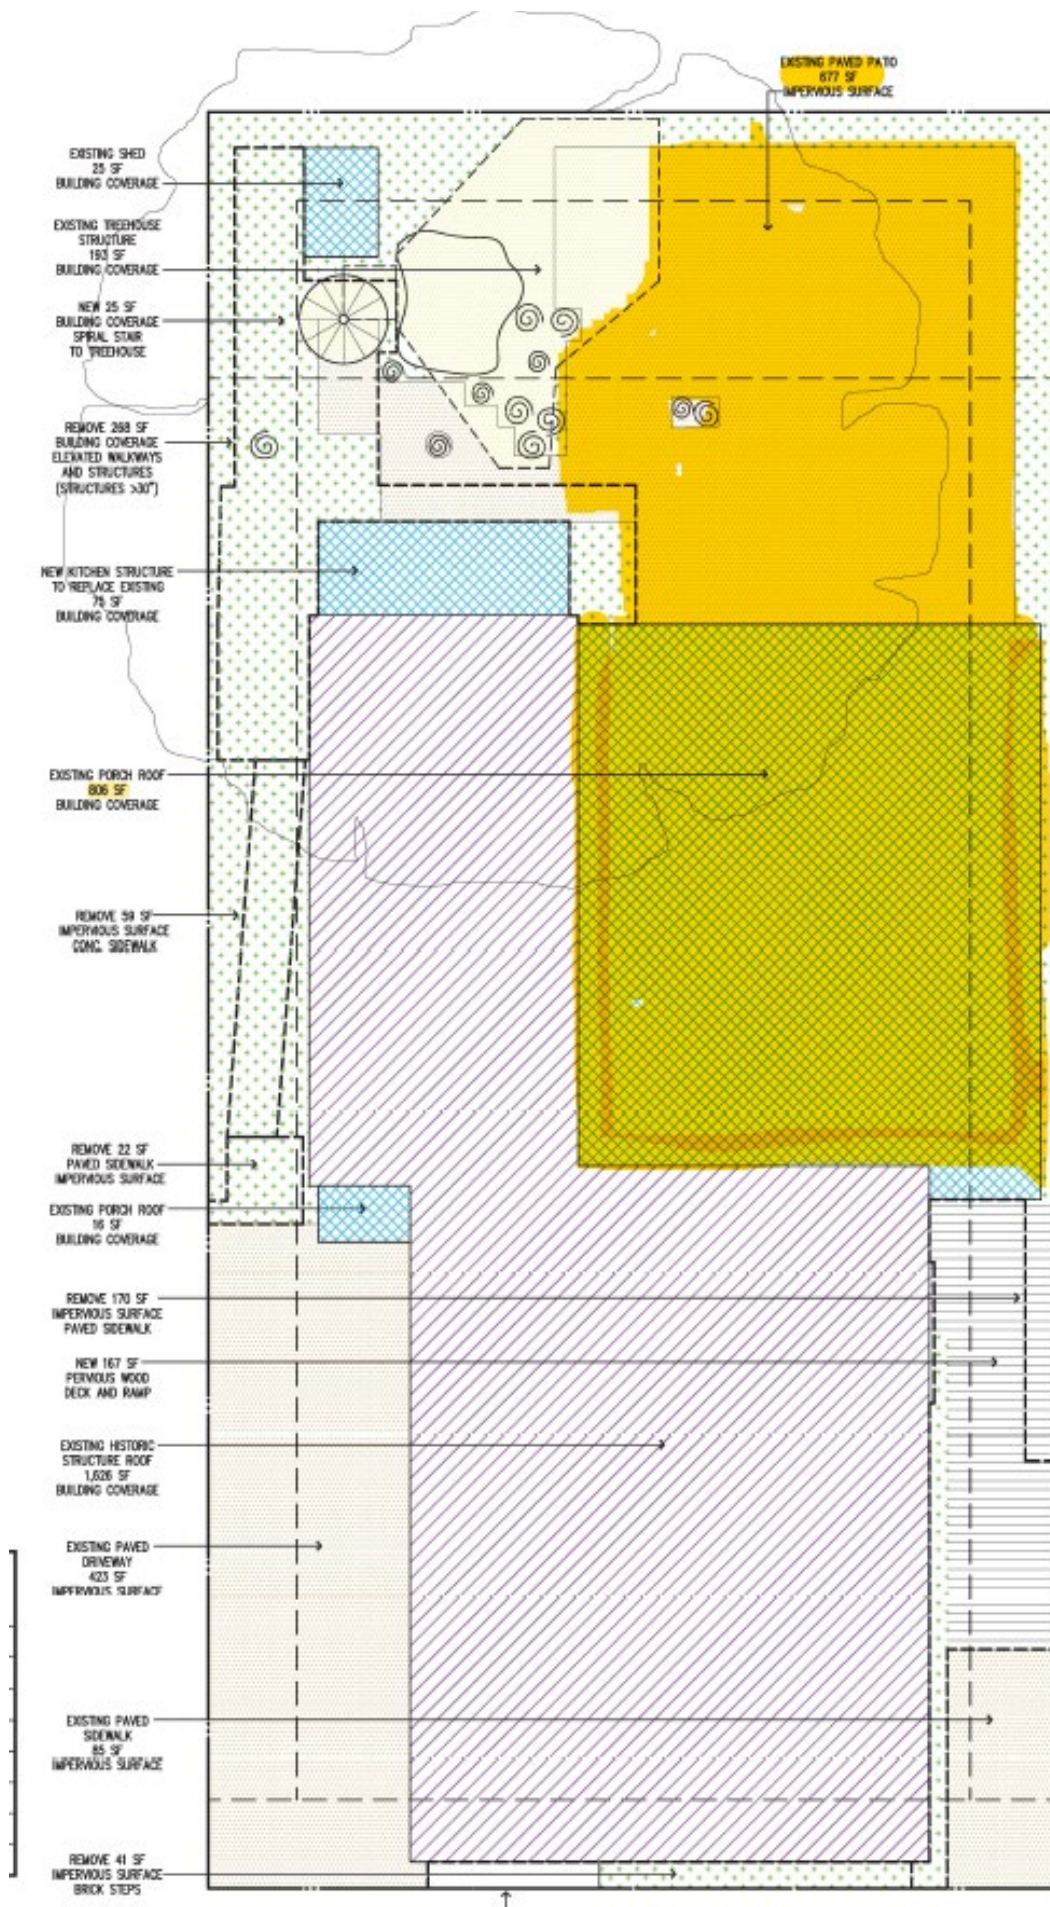 EXISTING PAVED PATIO
677 SF
IMPERVIOUS SURFACE
EXISTING SHED
25 SF
BUILDING COVERAGE
EXISTING TREEHOUSE
STRUCTURE
193 SF
BUILDING COVERAGE
NEW 25 SF
BUILDING COVERAGE
SPIRAL STAIR
TO TREEHOUSE
REMOVE 268 SF
BUILDING COVERAGE
ELEVATED WALKWAYS
AND STRUCTURES
(STRUCTURES >30")
NEW KITCHEN STRUCTURE
TO REPLACE EXISTING
75 SF
BUILDING COVERAGE
EXISTING PORCH ROOF
806 SF
BUILDING COVERAGE
REMOVE 59 SF
IMPERVIOUS SURFACE
CONC. SIDEWALK
REMOVE 22 SF
PAVED SIDEWALK
IMPERVIOUS SURFACE
EXISTING PORCH ROOF
16 SF
BUILDING COVERAGE
REMOVE 170 SF
IMPERVIOUS SURFACE
PAVED SIDEWALK
NEW 167 SF
PERVIOUS WOOD
DECK AND RAMP
EXISTING HISTORIC
STRUCTURE ROOF
1,626 SF
BUILDING COVERAGE
EXISTING PAVED
DRIVEWAY
423 SF
IMPERVIOUS SURFACE
EXISTING PAVED
SIDEWALK
85 SF
IMPERVIOUS SURFACE
REMOVE 41 SF
IMPERVIOUS SURFACE
BRICK STEPS